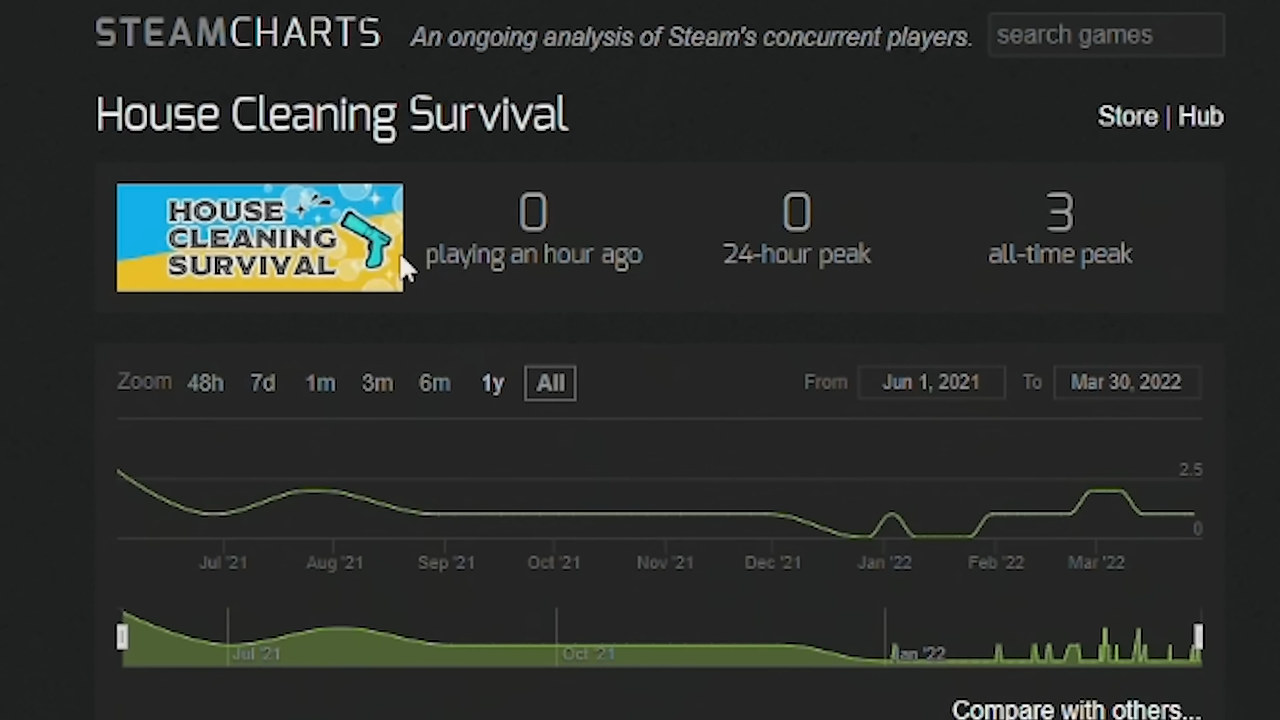 STEAMCHARTS An ongoing analysis of Steam's concurrent players. search games
House Cleaning Survival Store | Hub
HOUSE
CLEANING
SURVIVAL
0 0 3
playing an hour ago 24-hour peak all-time peak
Zoom 48h 7d 1m 3m 6m 1y All From Jun 1, 2021 To Mar 30, 2022
2.5
0
Jul '21 Aug '21 Sep '21 Oct '21 Nov '21 Dec '21 Jan '22 Feb '22 Mar '22
Jul '21 Oct '21 Jan '22
Compare with others...